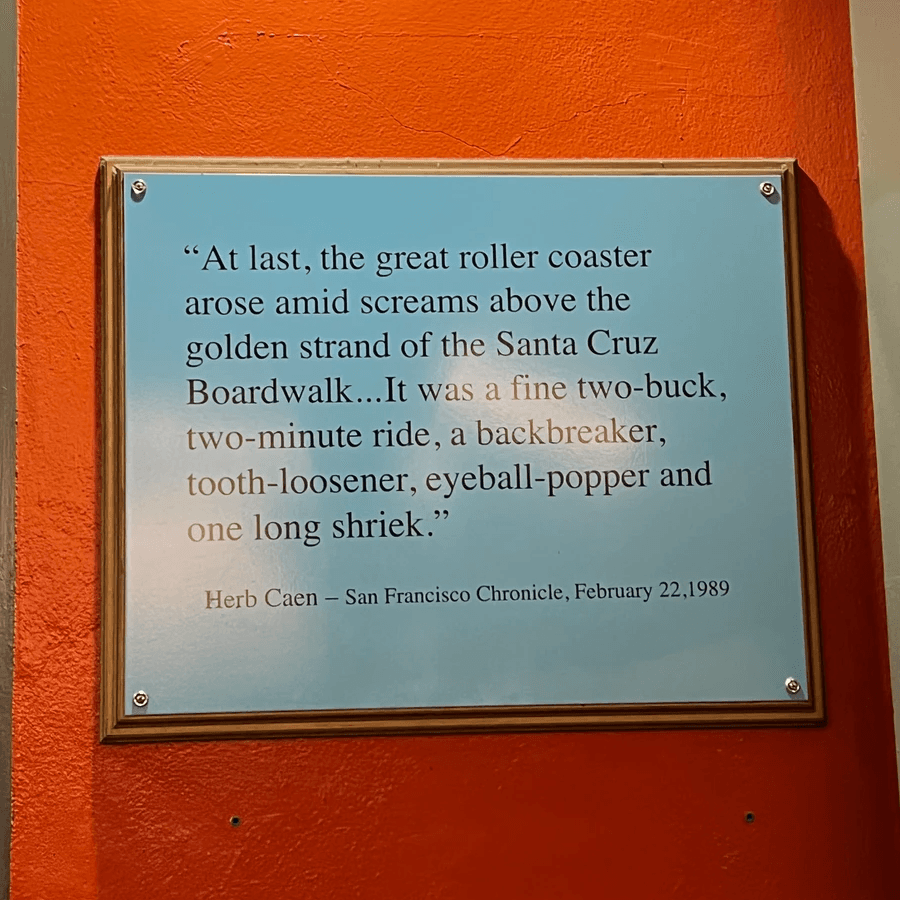 “At last, the great roller coaster
arose amid screams above the
golden strand of the Santa Cruz
Boardwalk...It was a fine two-buck,
two-minute ride, a backbreaker,
tooth-loosener, eyeball-popper and
one long shriek.”
Herb Caen – San Francisco Chronicle, February 22,1989